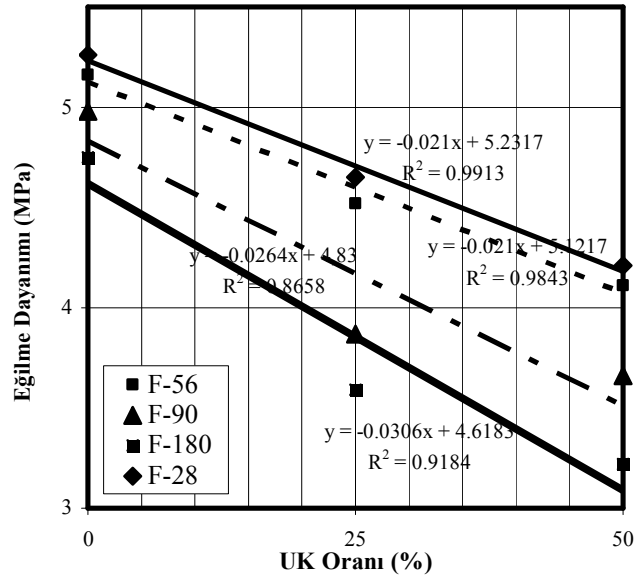 5
y = -0.021x + 5.2317
R² = 0.9913
y = -0.021x + 5.1217
R² = 0.9843
y = -0.0264x + 4.83
R² = 0.8658
4
y = -0.0306x + 4.6183
R² = 0.9184
3
Eğilme Dayanımı (MPa)
F-56
F-90
F-180
F-28
0
25
50
UK Oranı (%)